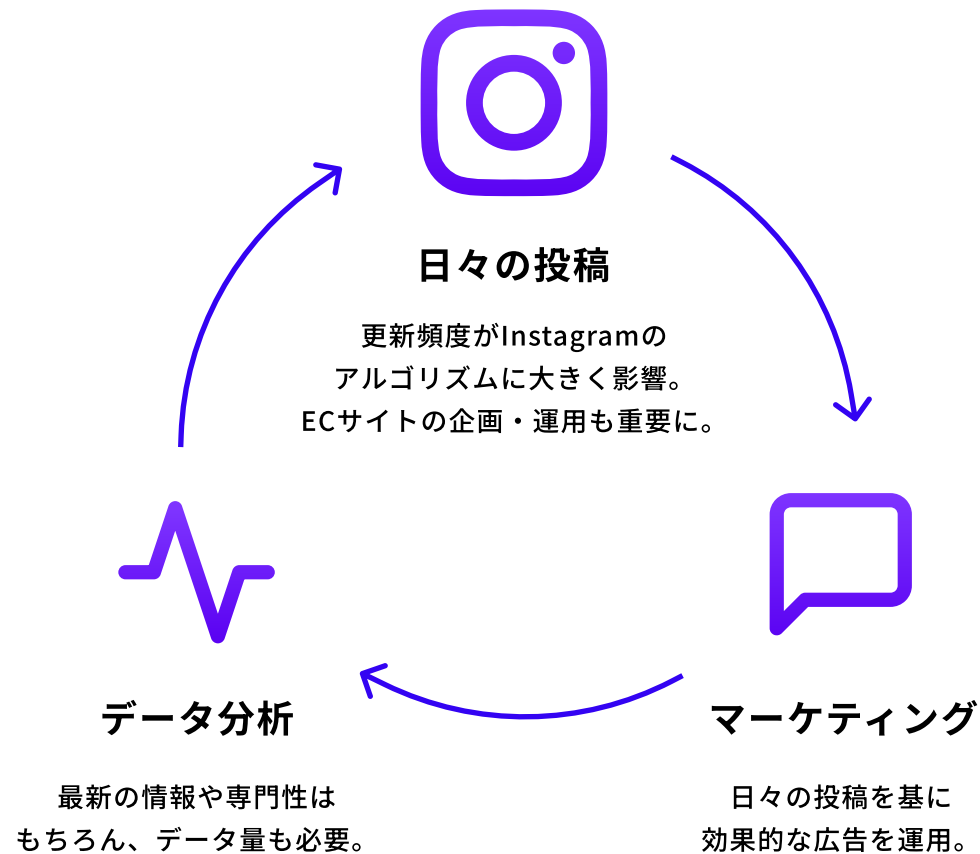 日々の投稿
更新頻度がInstagramの
アルゴリズムに大きく影響。
ECサイトの企画・運用も重要に。
データ分析
最新の情報や専門性は
もちろん、データ量も必要。
マーケティング
日々の投稿を基に
効果的な広告を運用。